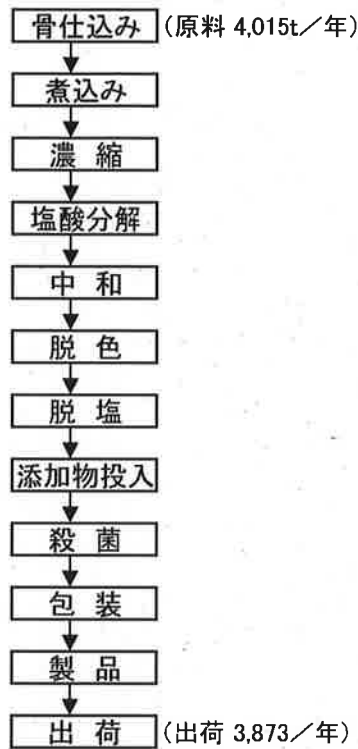 骨仕込み (原料 4,015t/年)
煮込み
濃縮
塩酸分解
中和
脱色
脱塩
添加物投入
殺菌
包装
製品
出荷 (出荷 3,873/年)